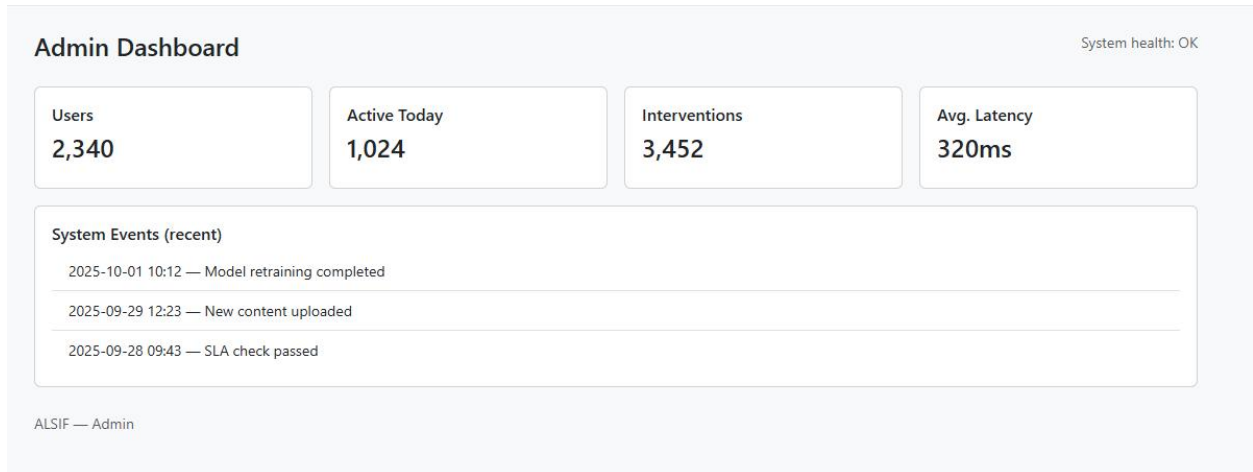 Admin Dashboard
System health: OK
Users
2,340
Active Today
1,024
Interventions
3,452
Avg. Latency
320ms
System Events (recent)
2025-10-01 10:12 — Model retraining completed
2025-09-29 12:23 — New content uploaded
2025-09-28 09:43 — SLA check passed
ALSIF — Admin